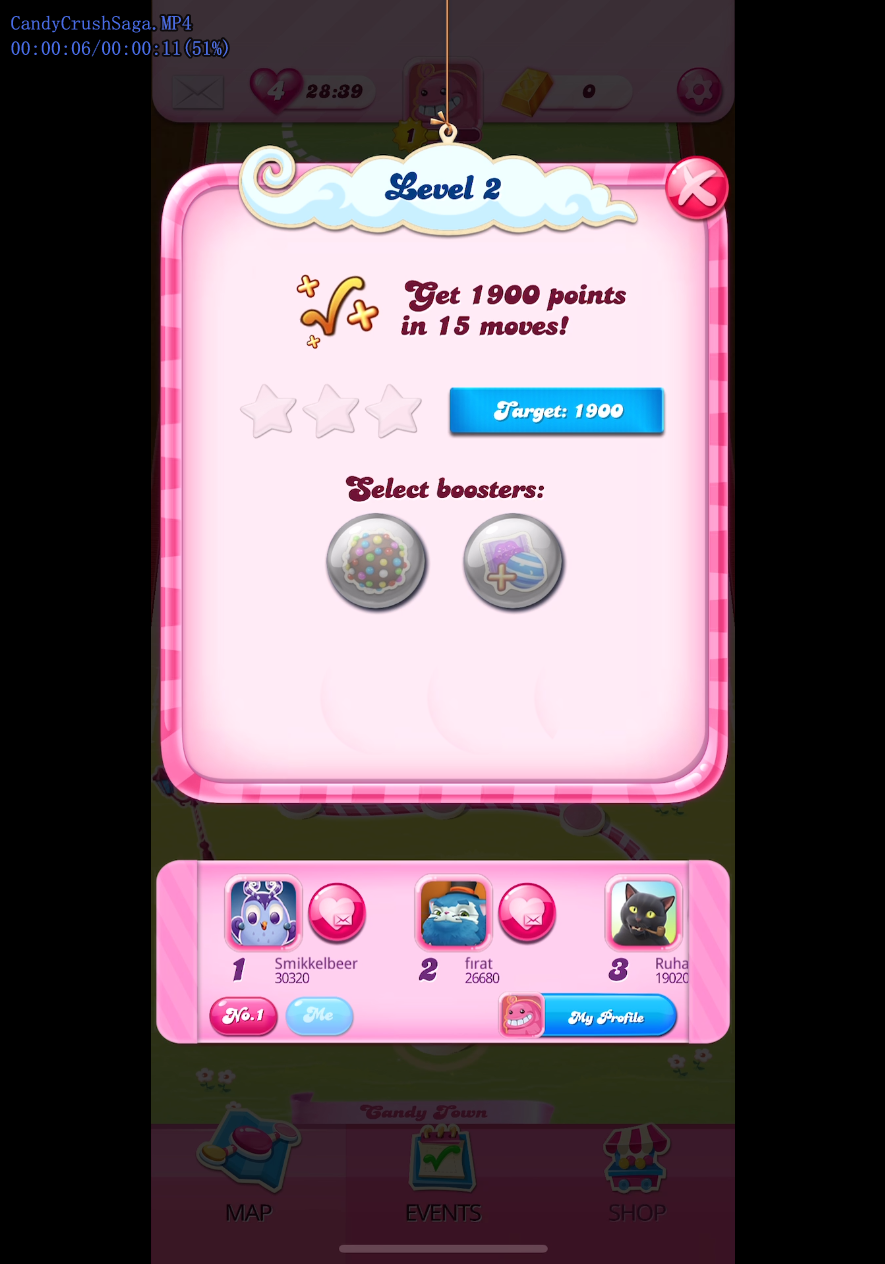 CandyCrushSaga.MP4
00:00:06/00:00:11(51%)
4
28:39
0
1
Level 2
Get 1900 points
in 15 moves!
Target: 1900
Select boosters:
1
Smikkelbeer
30320
2
fırat
26680
3
Ruha
19020
No.1
Me
My Profile
Candy Town
MAP
EVENTS
SHOP